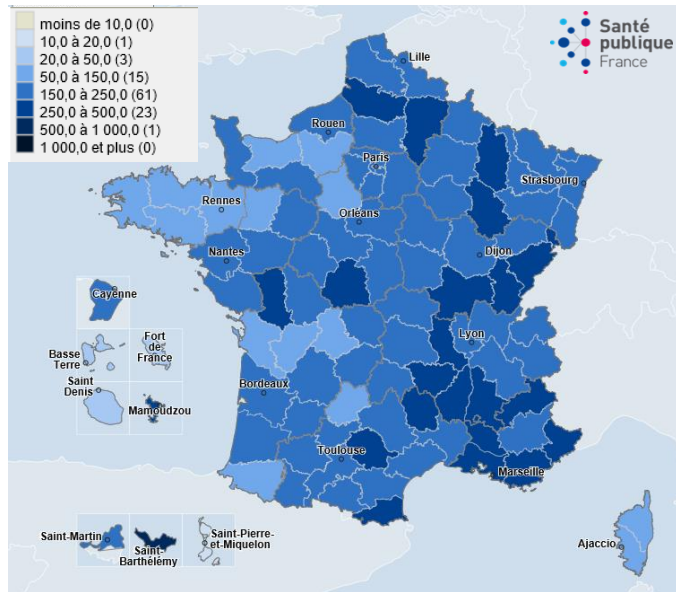 moins de 10,0 (0)
10,0 à 20,0 (1)
20,0 à 50,0 (3)
50,0 à 150,0 (15)
150,0 à 250,0 (61)
250,0 à 500,0 (23)
500,0 à 1 000,0 (1)
1 000,0 et plus (0)
Santé
publique
France
Lille
Rouen
Paris
Strasbourg
Rennes
Orléans
Nantes
Dijon
Cayenne
Lyon
Basse
Terre
Fort
de
France
Saint
Denis
Bordeaux
Mamoudzou
Toulouse
Marseille
Saint-Martin
Saint-
Barthélémy
Saint-Pierre-
et-Miquelon
Ajaccio